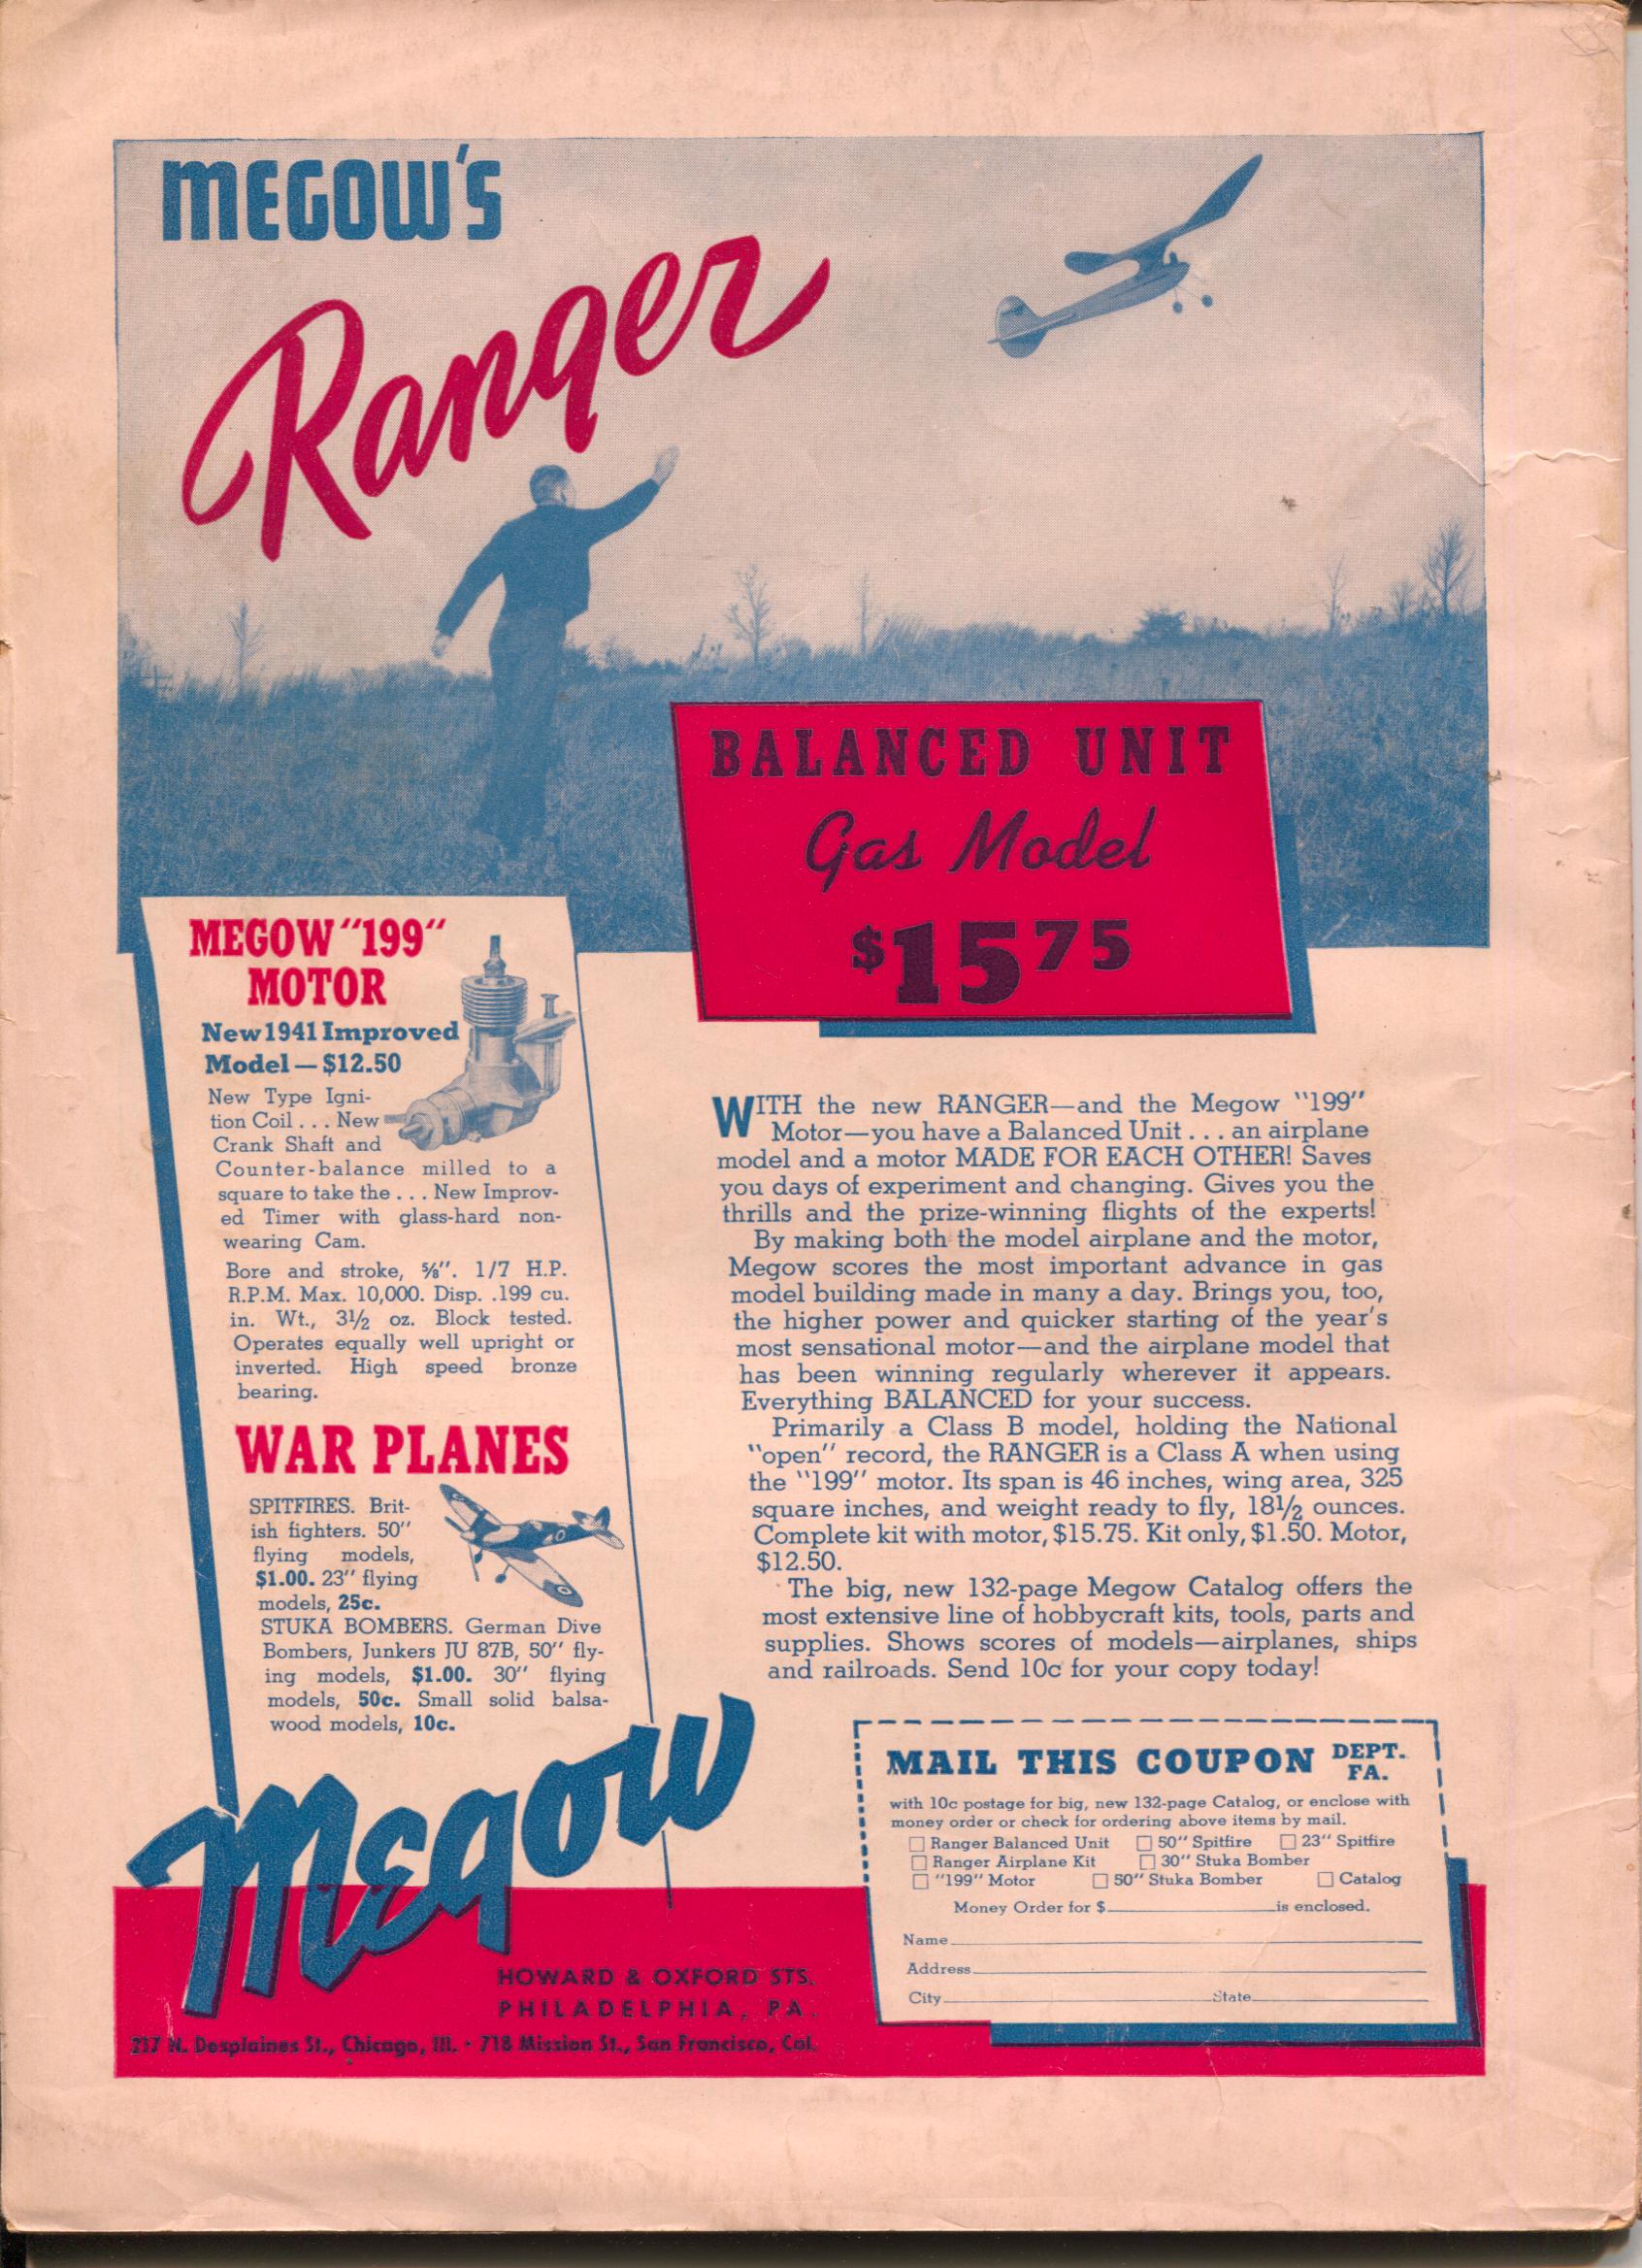 MEGOW'S
Ranger
BALANCED UNIT
Gas Model
$15 75
MEGOW "199"
MOTOR
New 1941 Improved
Model — $12.50
New Type Igni-
tion Coil . . . New
Crank Shaft and
Counter-balance milled to a
square to take the . . . New Improv-
ed Timer with glass-hard non-
wearing Cam.
Bore and stroke, ⅝". 1/7 H.P.
R.P.M. Max. 10,000. Disp. .199 cu.
in. Wt., 3½ oz. Block tested.
Operates equally well upright or
inverted. High speed bronze
bearing.
WAR PLANES
SPITFIRES. Brit-
ish fighters. 50"
flying models,
$1.00. 23" flying
models, 25c.
STUKA BOMBERS. German Dive
Bombers, Junkers JU 87B, 50" fly-
ing models, $1.00. 30" flying
models, 50c. Small solid balsa-
wood models, 10c.
WITH the new RANGER—and the Megow "199"
Motor—you have a Balanced Unit . . . an airplane
model and a motor MADE FOR EACH OTHER! Saves
you days of experiment and changing. Gives you the
thrills and the prize-winning flights of the experts!
By making both the model airplane and the motor,
Megow scores the most important advance in gas
model building made in many a day. Brings you, too,
the higher power and quicker starting of the year's
most sensational motor—and the airplane model that
has been winning regularly wherever it appears.
Everything BALANCED for your success.
Primarily a Class B model, holding the National
"open" record, the RANGER is a Class A when using
the "199" motor. Its span is 46 inches, wing area, 325
square inches, and weight ready to fly, 18½ ounces.
Complete kit with motor, $15.75. Kit only, $1.50. Motor,
$12.50.
The big, new 132-page Megow Catalog offers the
most extensive line of hobbycraft kits, tools, parts and
supplies. Shows scores of models—airplanes, ships
and railroads. Send 10c for your copy today!
Megow
HOWARD & OXFORD STS.
PHILADELPHIA, PA.
217 N. Desplaines St., Chicago, Ill. · 718 Mission St., San Francisco, Cal.
MAIL THIS COUPON DEPT. FA.
with 10c postage for big, new 132-page Catalog, or enclose with
money order or check for ordering above items by mail.
□ Ranger Balanced Unit □ 50" Spitfire □ 23" Spitfire
□ Ranger Airplane Kit □ 30" Stuka Bomber
□ "199" Motor □ 50" Stuka Bomber □ Catalog
Money Order for $ is enclosed.
Name
Address
City State